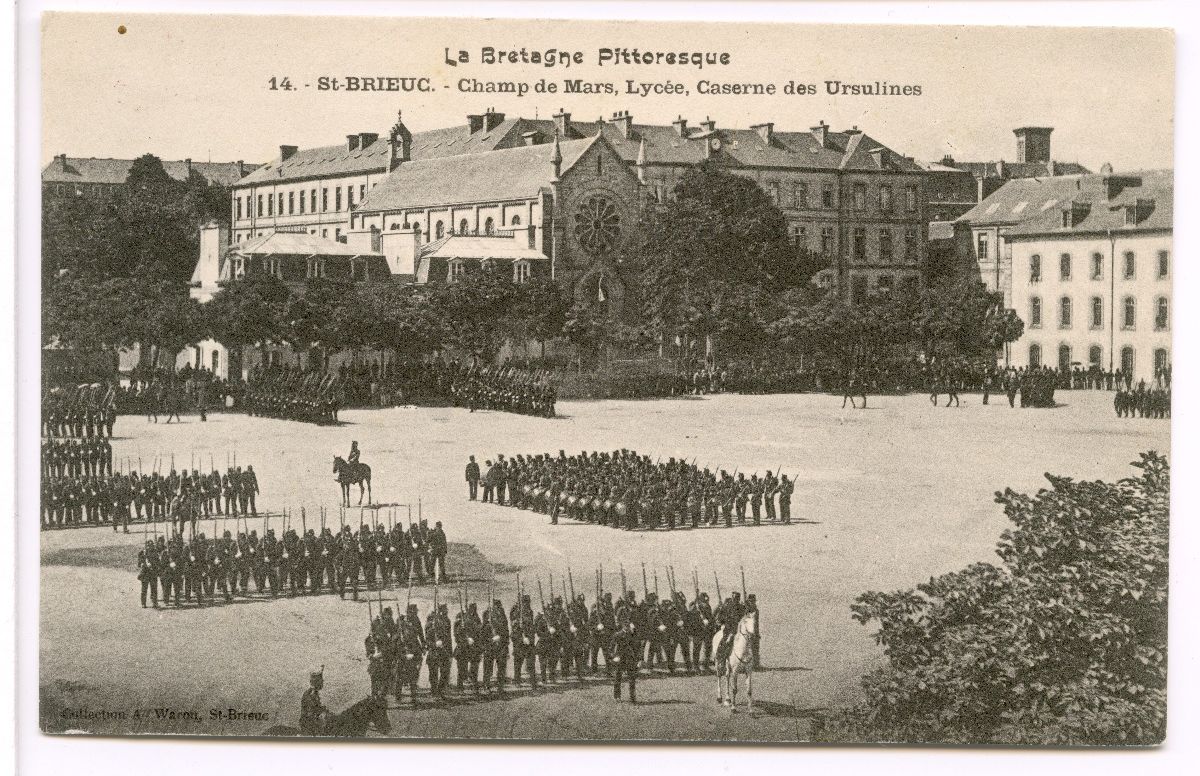 La Bretagne Pittoresque
14. - St-BRIEUC. - Champ de Mars, Lycée, Caserne des Ursulines
Collection A. Waron, St-Brieuc